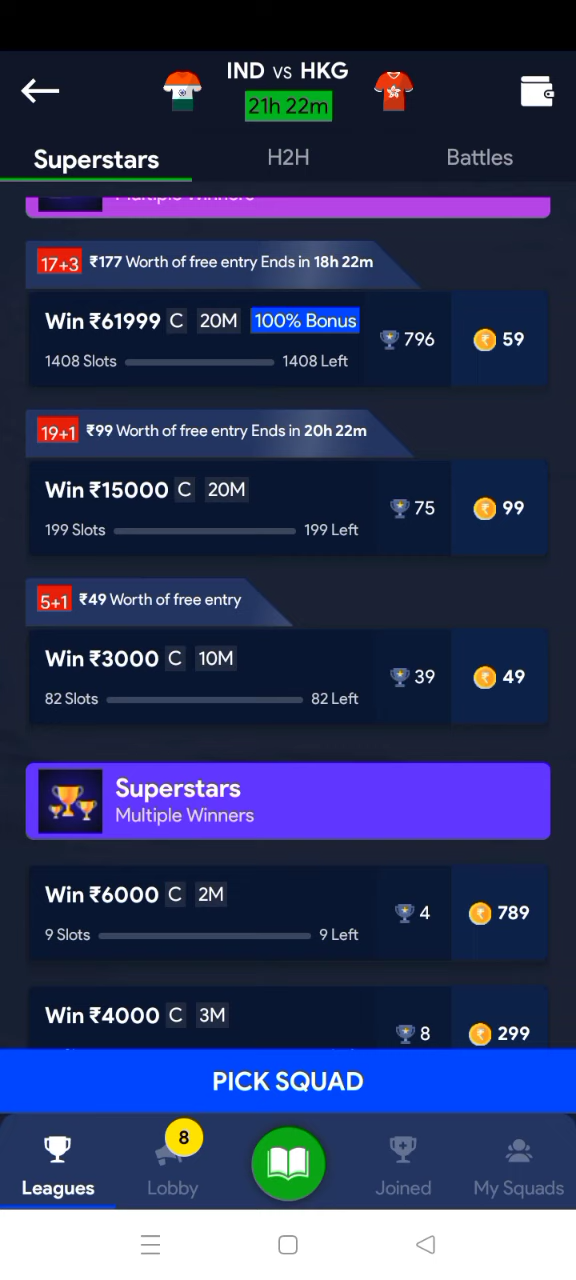 IND vs HKG
21h 22m
Superstars
H2H
Battles
Multiple Winners
17+3 ₹177 Worth of free entry Ends in 18h 22m
Win ₹61999 C 20M 100% Bonus
796
59
1408 Slots
1408 Left
19+1 ₹99 Worth of free entry Ends in 20h 22m
Win ₹15000 C 20M
75
99
199 Slots
199 Left
5+1 ₹49 Worth of free entry
Win ₹3000 C 10M
39
49
82 Slots
82 Left
Superstars
Multiple Winners
Win ₹6000 C 2M
4
789
9 Slots
9 Left
Win ₹4000 C 3M
8
299
PICK SQUAD
8
Leagues
Lobby
Joined
My Squads